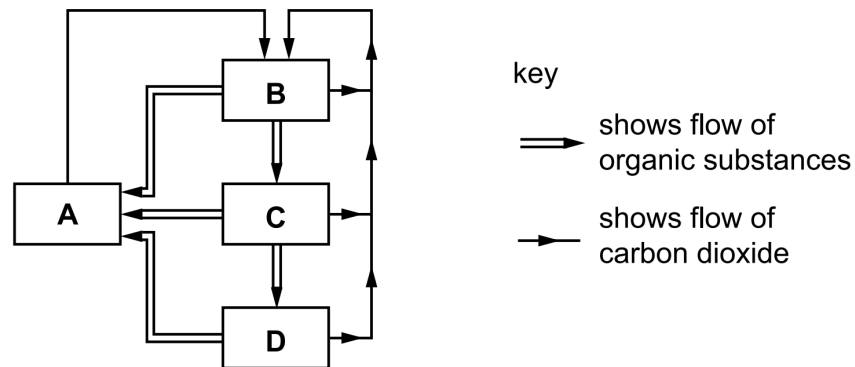 B
A
C
D
key
shows flow of
organic substances
shows flow of
carbon dioxide